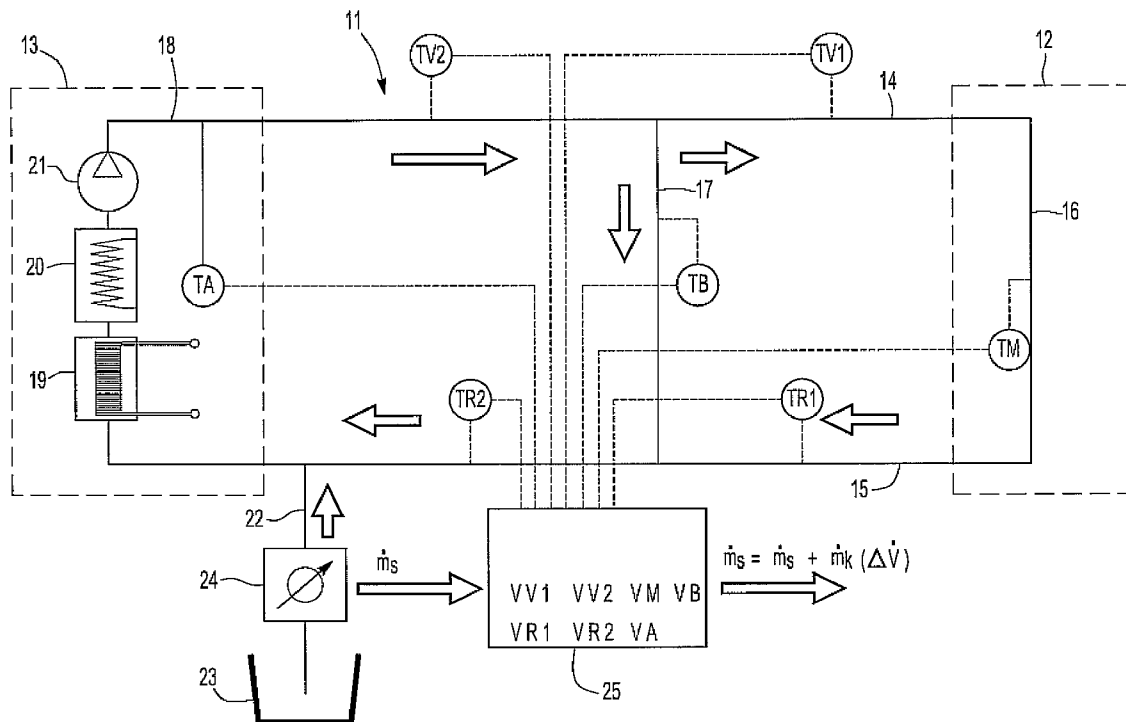 11
13
18
TV2
TV1
14
12
21
17
16
20
TA
TB
TM
19
TR2
TR1
15
22
24
ṁs
ṁs = ṁs + ṁk (ΔV̇)
VV1 VV2 VM VB
VR1 VR2 VA
23
25